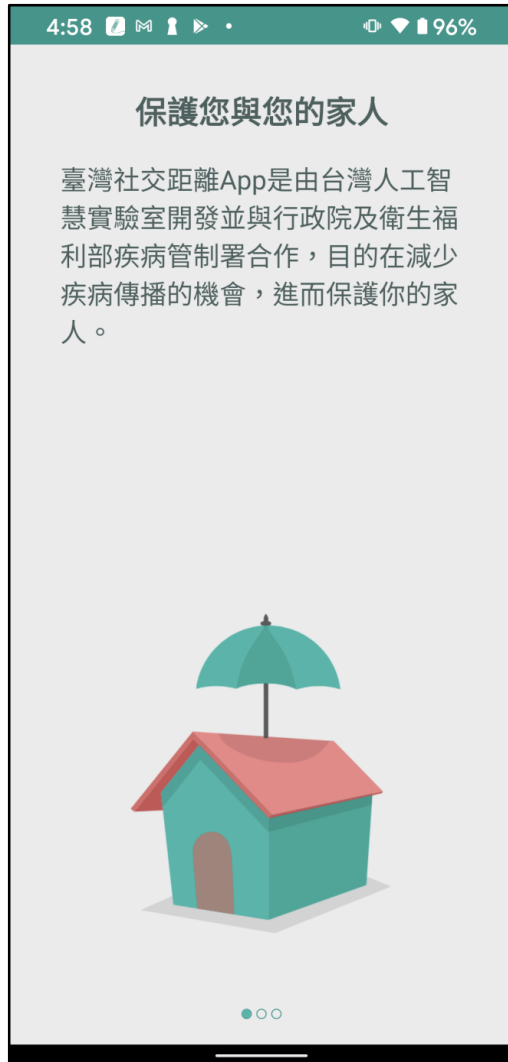 4:58
96%
保護您與您的家人
臺灣社交距離App是由台灣人工智
慧實驗室開發並與行政院及衛生福
利部疾病管制署合作，目的在減少
疾病傳播的機會，進而保護你的家
人。